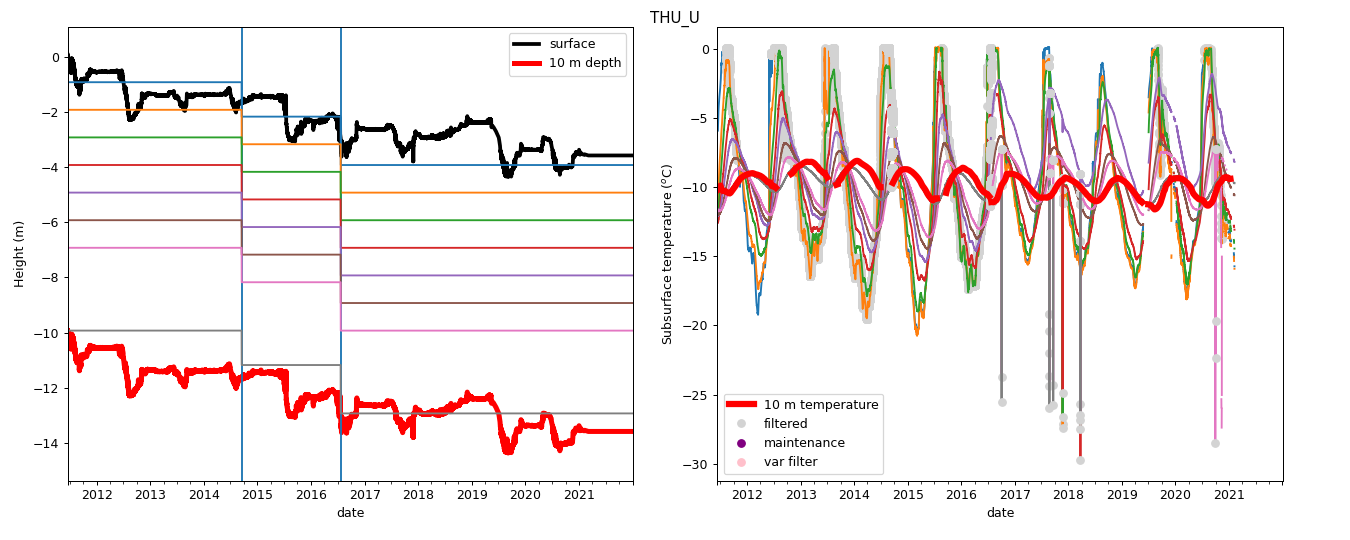 THU_U
surface
10 m depth
0
−2
−4
−6
−8
−10
−12
−14
Height (m)
2012 2013 2014 2015 2016 2017 2018 2019 2020 2021
date
0
−5
−10
−15
−20
−25
−30
Subsurface temperature (°C)
10 m temperature
filtered
maintenance
var filter
2012 2013 2014 2015 2016 2017 2018 2019 2020 2021
date